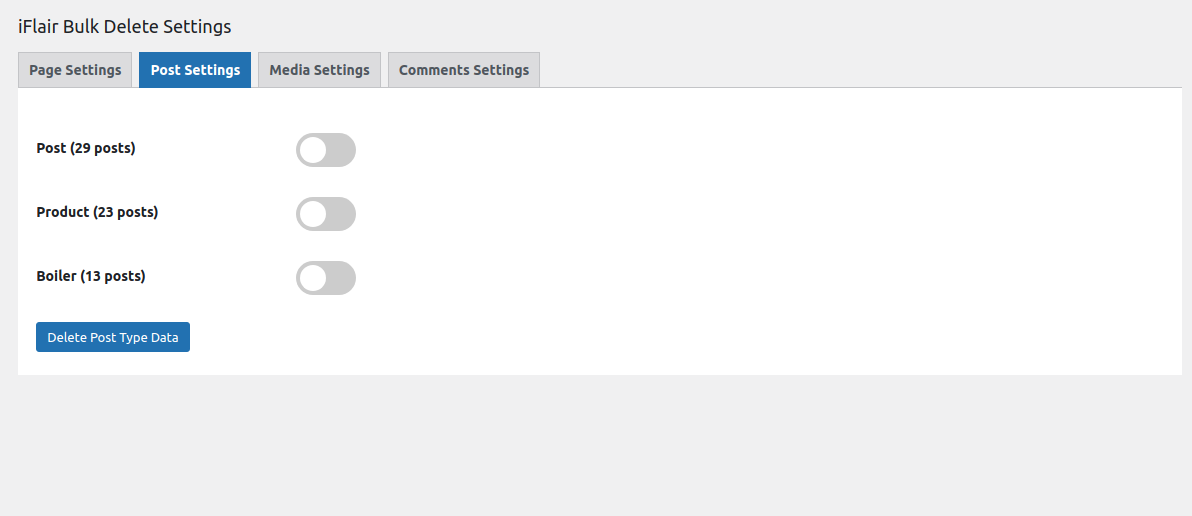 iFlair Bulk Delete Settings
Page Settings
Post Settings
Media Settings
Comments Settings
Post (29 posts)
Product (23 posts)
Boiler (13 posts)
Delete Post Type Data